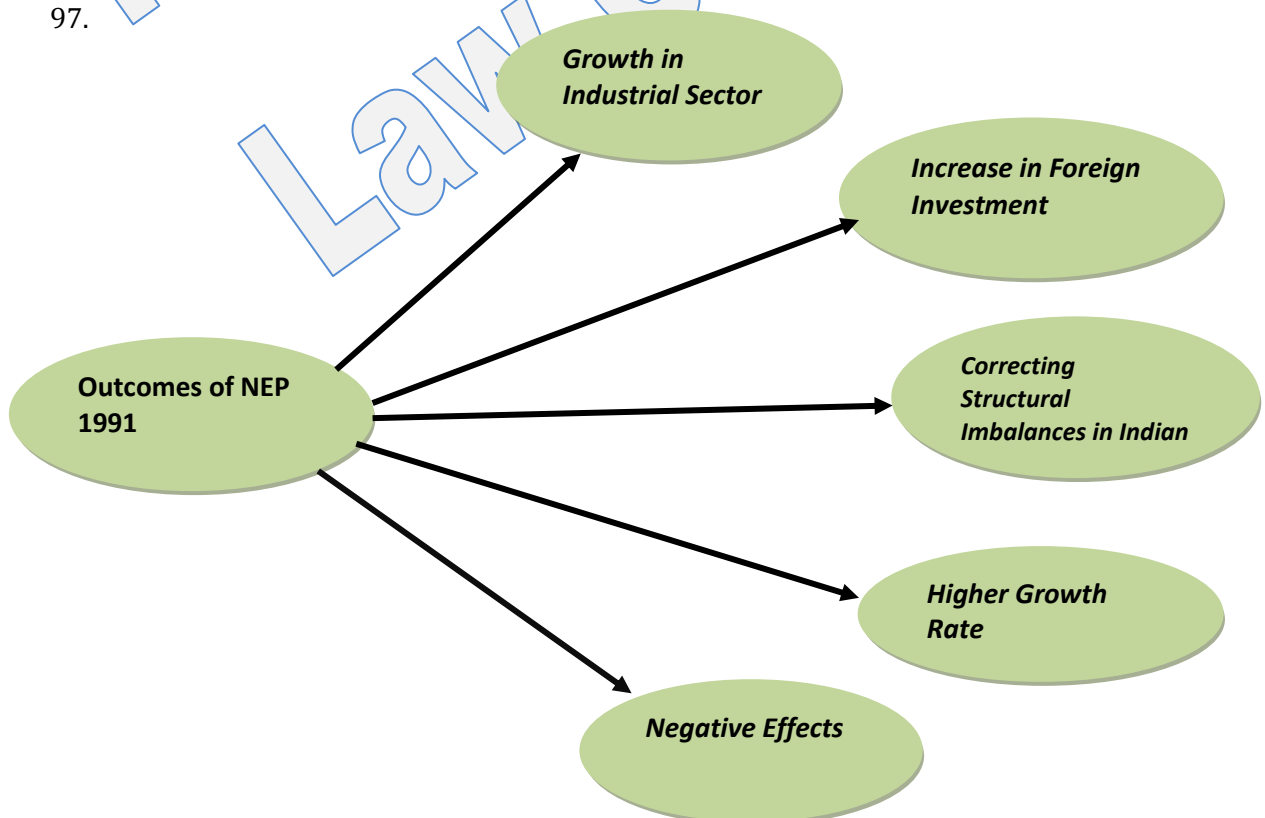 97.
Law
Growth in
Industrial Sector
Increase in Foreign
Investment
Correcting
Structural
Imbalances in Indian
Outcomes of NEP
1991
Higher Growth
Rate
Negative Effects